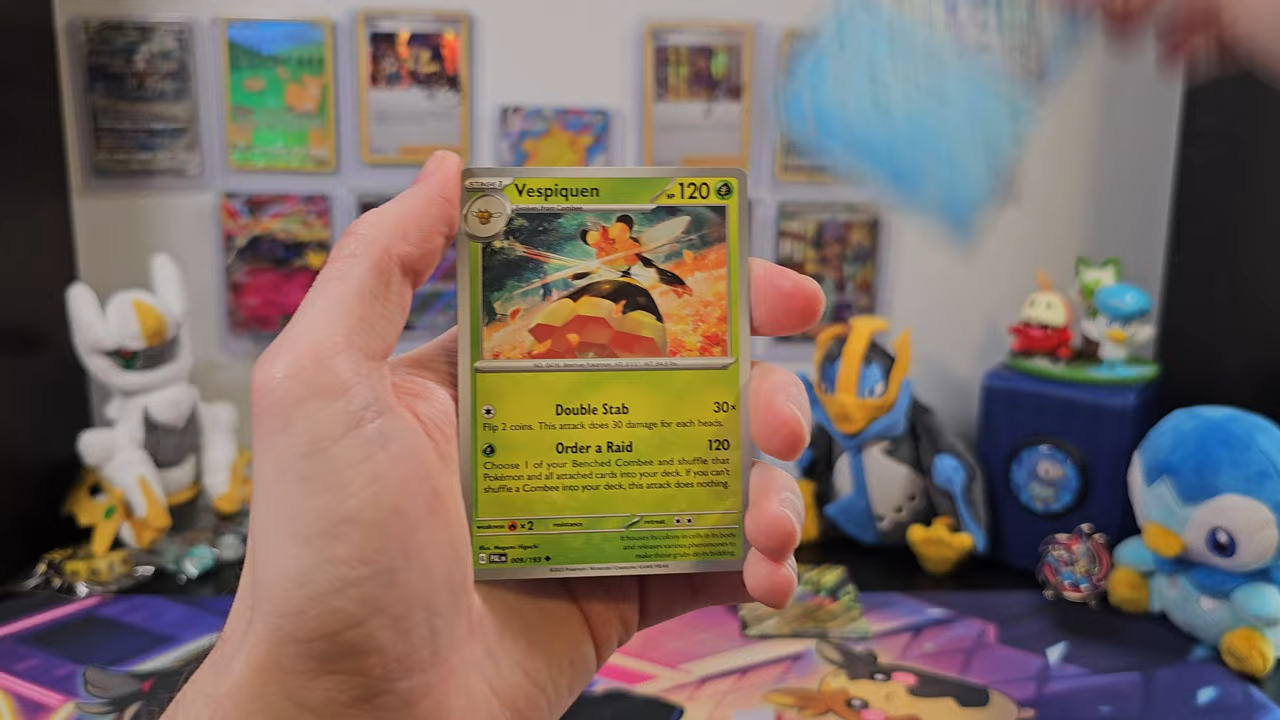 STAGE 1
Vespiquen
HP 120
Evolves from Combee
Double Stab 30×
Flip 2 coins. This attack does 30 damage for each heads.
Order a Raid 120
Choose 1 of your Benched Combee and shuffle that
Pokémon and all attached cards into your deck. If you can't
shuffle a Combee into your deck, this attack does nothing.
weakness ×2 resistance retreat
It houses its colony in cells in its body
and releases various pheromones to
make those grubs do its bidding.
Illus. Megumi Higuchi
PAL EN 009/193